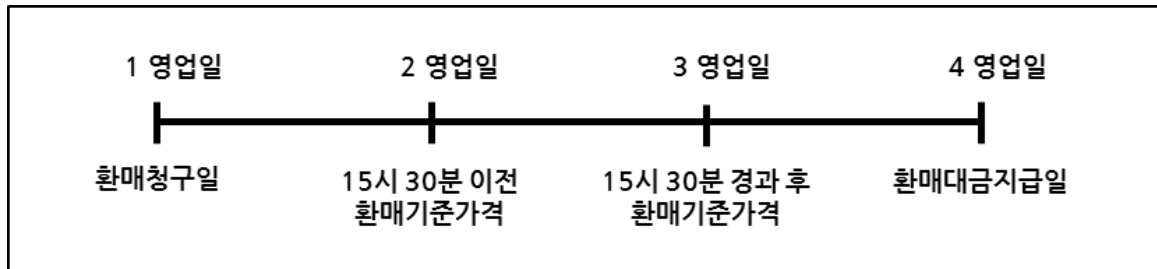 1 영업일
2 영업일
3 영업일
4 영업일
환매청구일
15시 30분 이전
환매기준가격
15시 30분 경과 후
환매기준가격
환매대금지급일